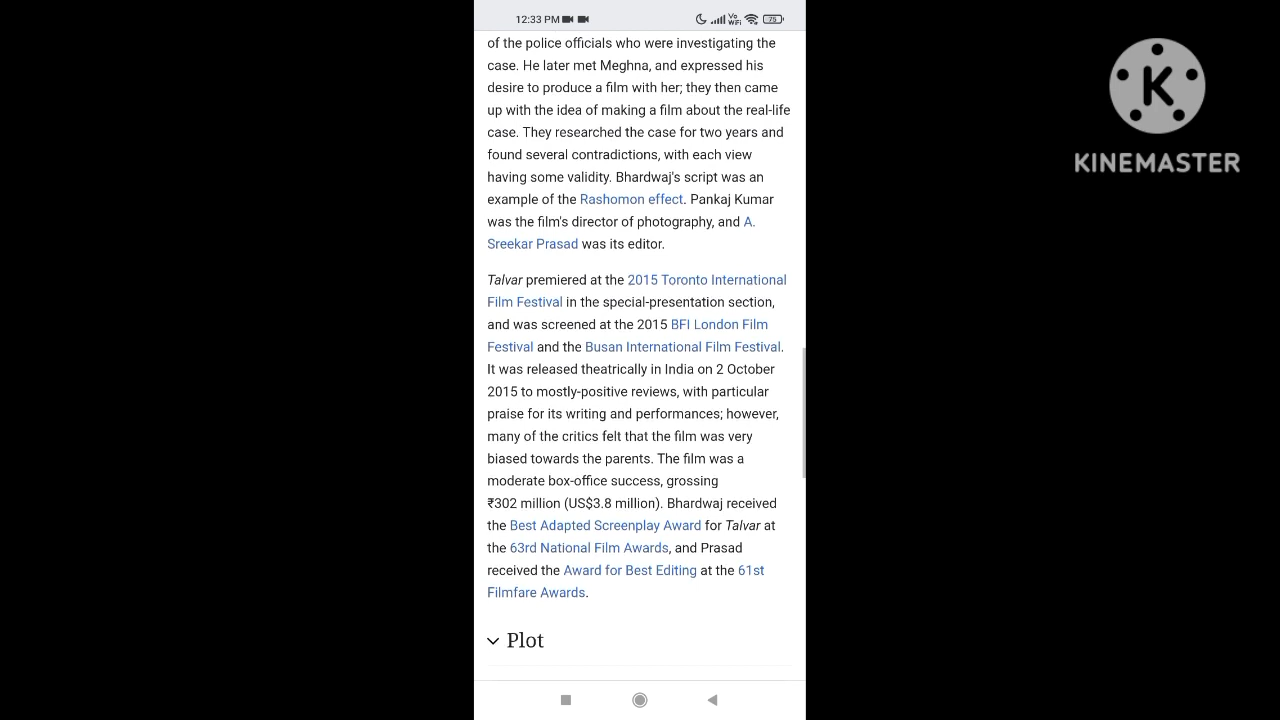 12:33 PM
Vo
WiFi
75
of the police officials who were investigating the
case. He later met Meghna, and expressed his
desire to produce a film with her; they then came
up with the idea of making a film about the real-life
case. They researched the case for two years and
found several contradictions, with each view
having some validity. Bhardwaj's script was an
example of the Rashomon effect. Pankaj Kumar
was the film's director of photography, and A.
Sreekar Prasad was its editor.
Talvar premiered at the 2015 Toronto International
Film Festival in the special-presentation section,
and was screened at the 2015 BFI London Film
Festival and the Busan International Film Festival.
It was released theatrically in India on 2 October
2015 to mostly-positive reviews, with particular
praise for its writing and performances; however,
many of the critics felt that the film was very
biased towards the parents. The film was a
moderate box-office success, grossing
₹302 million (US$3.8 million). Bhardwaj received
the Best Adapted Screenplay Award for Talvar at
the 63rd National Film Awards, and Prasad
received the Award for Best Editing at the 61st
Filmfare Awards.
Plot
K
KINEMASTER